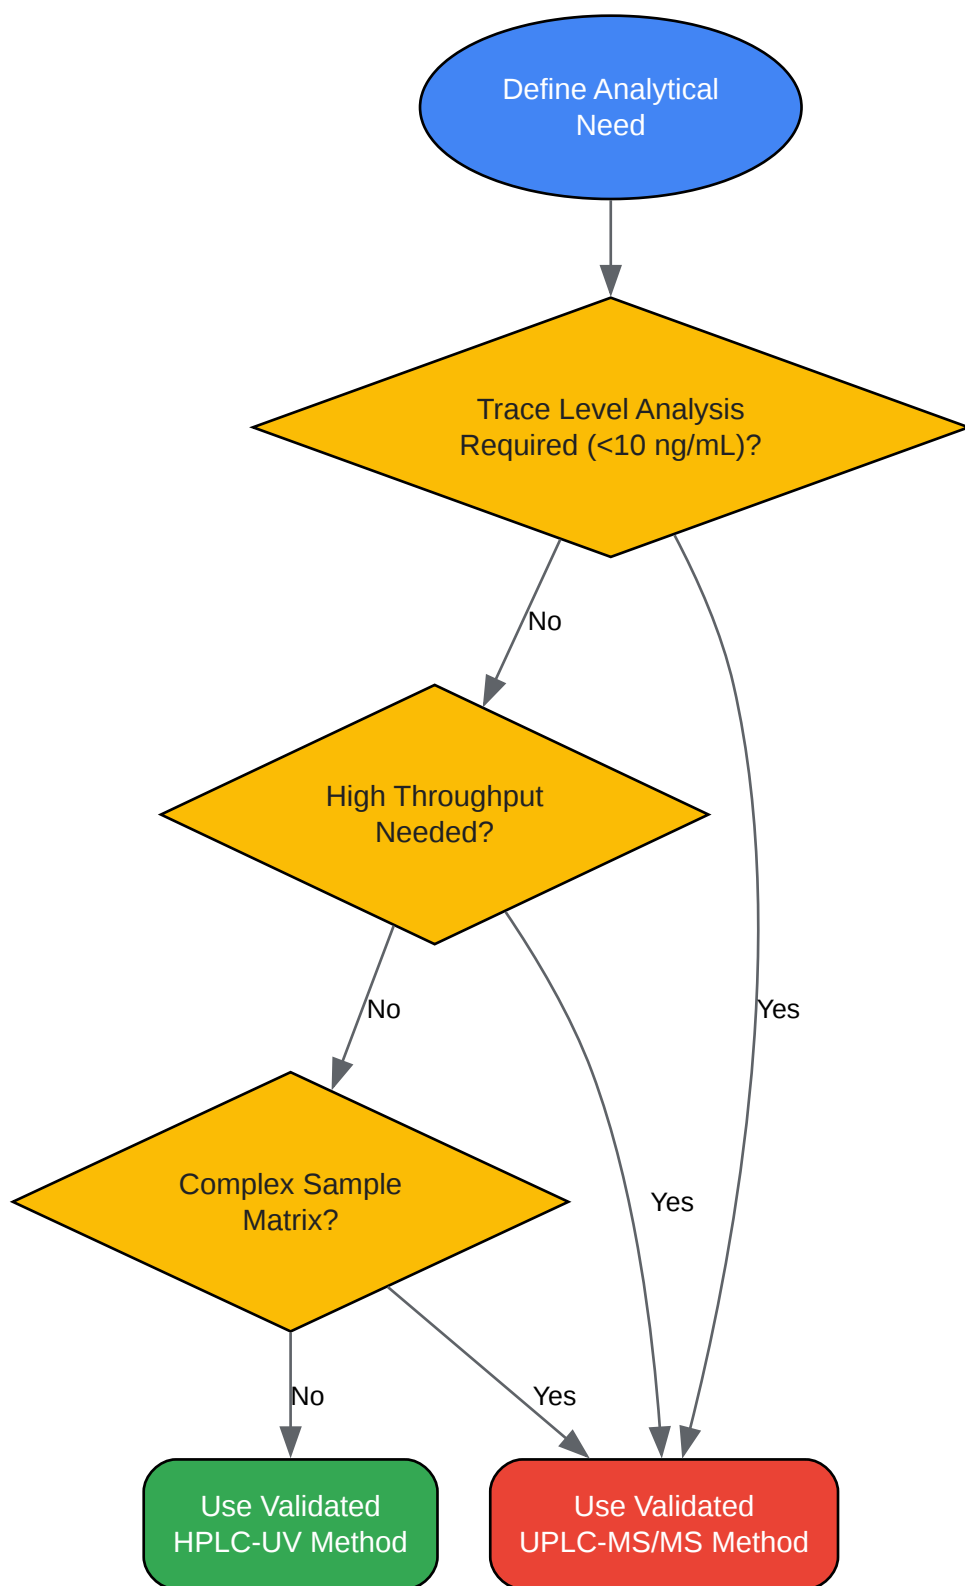 Define Analytical
Need
Trace Level Analysis
Required (<10 ng/mL)?
No
High Throughput
Needed?
No
Yes
Complex Sample
Matrix?
Yes
No
Yes
Use Validated
HPLC-UV Method
Use Validated
UPLC-MS/MS Method